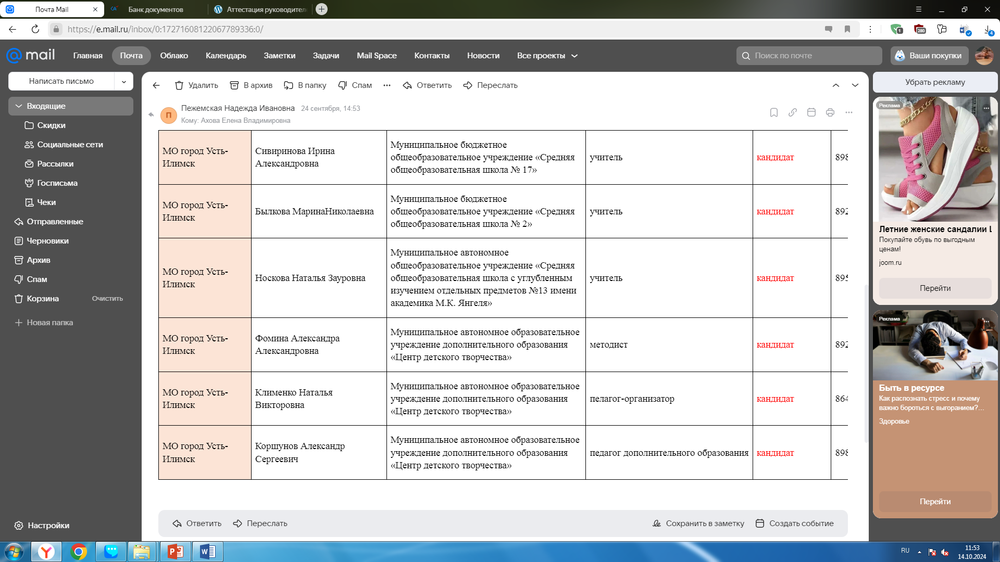 Почта Mail
Банк документов
Аттестация руководител
https://e.mail.ru/inbox/0:17271608122067789336:0/
1
280
4
mail
Главная
Почта
Облако
Календарь
Заметки
Задачи
Mail Space
Контакты
Новости
Все проекты
Поиск по почте
Ваши покупки
Написать письмо
Входящие
Скидки
Социальные сети
Рассылки
Госписьма
Чеки
Отправленные
Черновики
Архив
Спам
Корзина
Очистить
Новая папка
Настройки
Удалить
В архив
В папку
Спам
Ответить
Переслать
П
Пежемская Надежда Ивановна 24 сентября, 14:53
Кому: Ахова Елена Владимировна
МО город Усть-
Илимск
Сивиринова Ирина
Александровна
Муниципальное бюджетное
общеобразовательное учреждение «Средняя
общеобразовательная школа № 17»
учитель
кандидат
898
МО город Усть-
Илимск
Былкова МаринаНиколаевна
Муниципальное бюджетное
общеобразовательное учреждение «Средняя
общеобразовательная школа № 2»
учитель
кандидат
892
МО город Усть-
Илимск
Носкова Наталья Зауровна
Муниципальное автономное
общеобразовательное учреждение «Средняя
общеобразовательная школа с углубленным
изучением отдельных предметов №13 имени
академика М.К. Янгеля»
учитель
кандидат
895
МО город Усть-
Илимск
Фомина Александра
Александровна
Муниципальное автономное образовательное
учреждение дополнительного образования
«Центр детского творчества»
методист
кандидат
892
МО город Усть-
Илимск
Клименко Наталья
Викторовна
Муниципальное автономное образовательное
учреждение дополнительного образования
«Центр детского творчества»
пелагог-организатор
кандидат
864
МО город Усть-
Илимск
Коршунов Александр
Сергеевич
Муниципальное автономное образовательное
учреждение дополнительного образования
«Центр детского творчества»
педагог дополнительного образования
кандидат
898
Ответить
Переслать
Сохранить в заметку
Создать событие
Убрать рекламу
Реклама
Летние женские сандалии
Покупайте обувь по выгодным
ценам!
joom.ru
Перейти
Реклама
Быть в ресурсе
Как распознать стресс и почему
важно бороться с выгоранием?...
Здоровье
Перейти
RU
11:53
14.10.2024